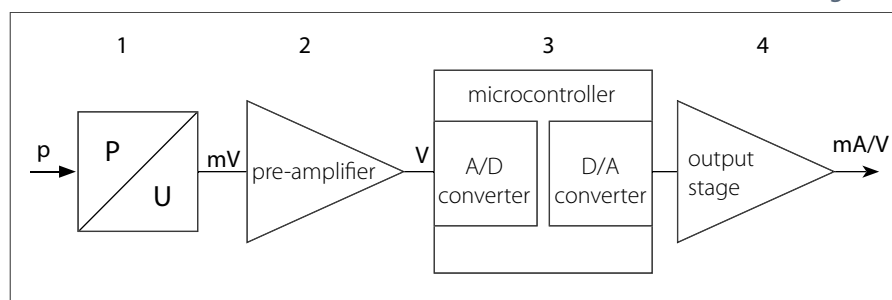 1
2
3
4
p
P
U
mV
pre-amplifier
V
microcontroller
A/D
converter
D/A
converter
output
stage
mA/V